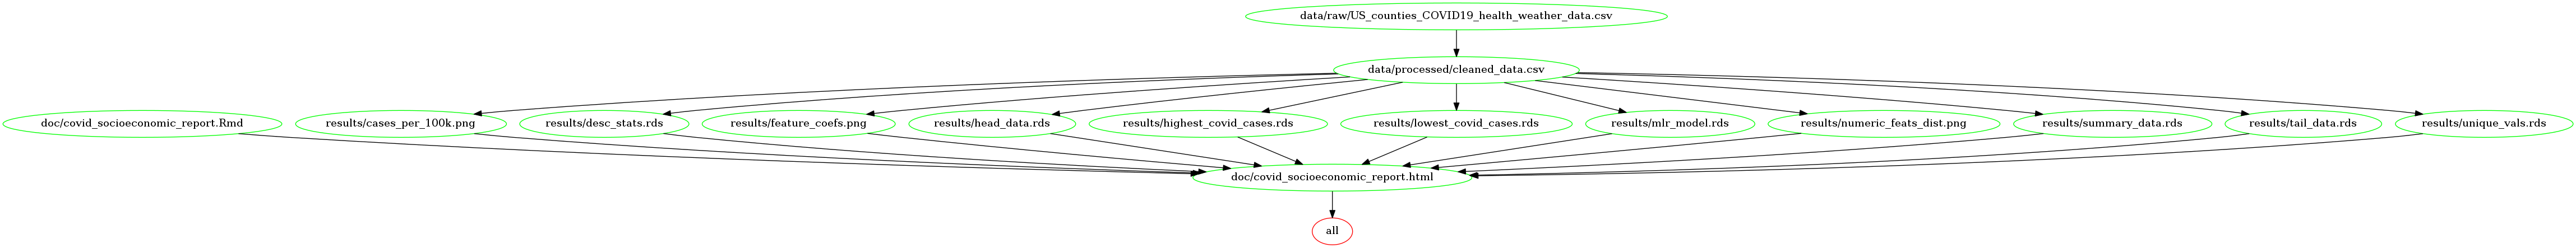 data/raw/US_counties_COVID19_health_weather_data.csv
data/processed/cleaned_data.csv
doc/covid_socioeconomic_report.Rmd
results/cases_per_100k.png
results/desc_stats.rds
results/feature_coefs.png
results/head_data.rds
results/highest_covid_cases.rds
results/lowest_covid_cases.rds
results/mlr_model.rds
results/numeric_feats_dist.png
results/summary_data.rds
results/tail_data.rds
results/unique_vals.rds
doc/covid_socioeconomic_report.html
all